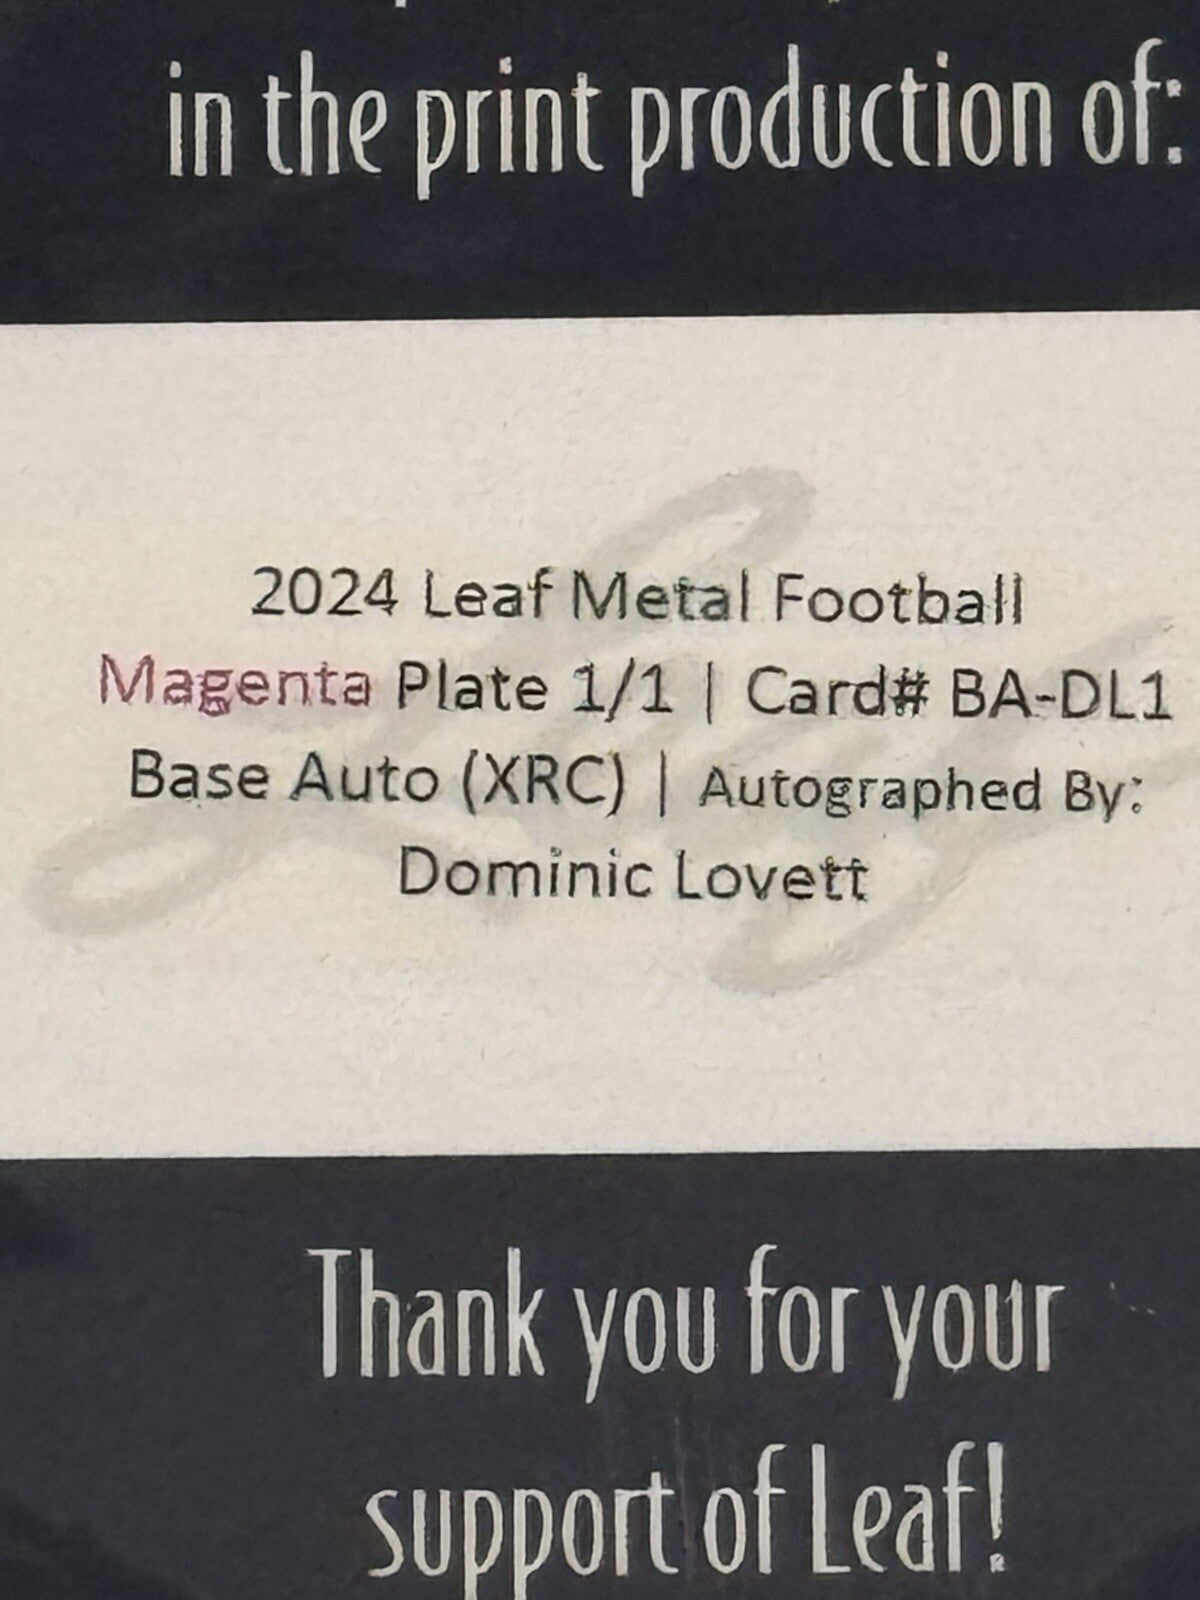 in the print production of:
2024 Leaf Metal Football
Magenta Plate 1/1 | Card# BA-DL1
Base Auto (XRC) | Autographed By:
Dominic Lovett
Thank you for your
support of Leaf!